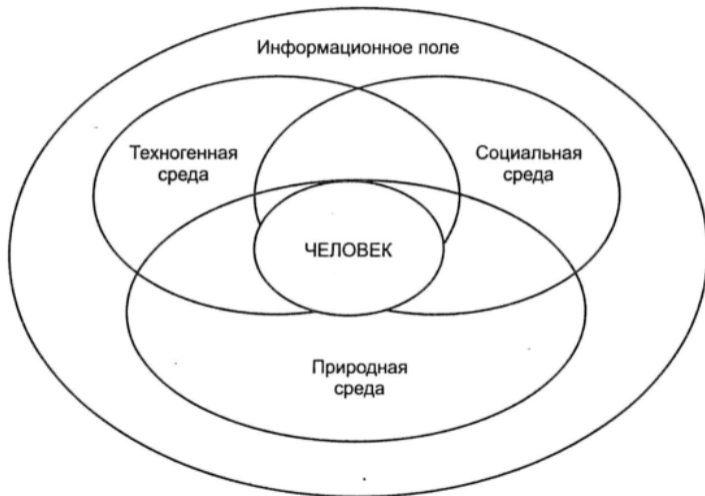 Информационное поле
Техногенная
среда
Социальная
среда
ЧЕЛОВЕК
Природная
среда